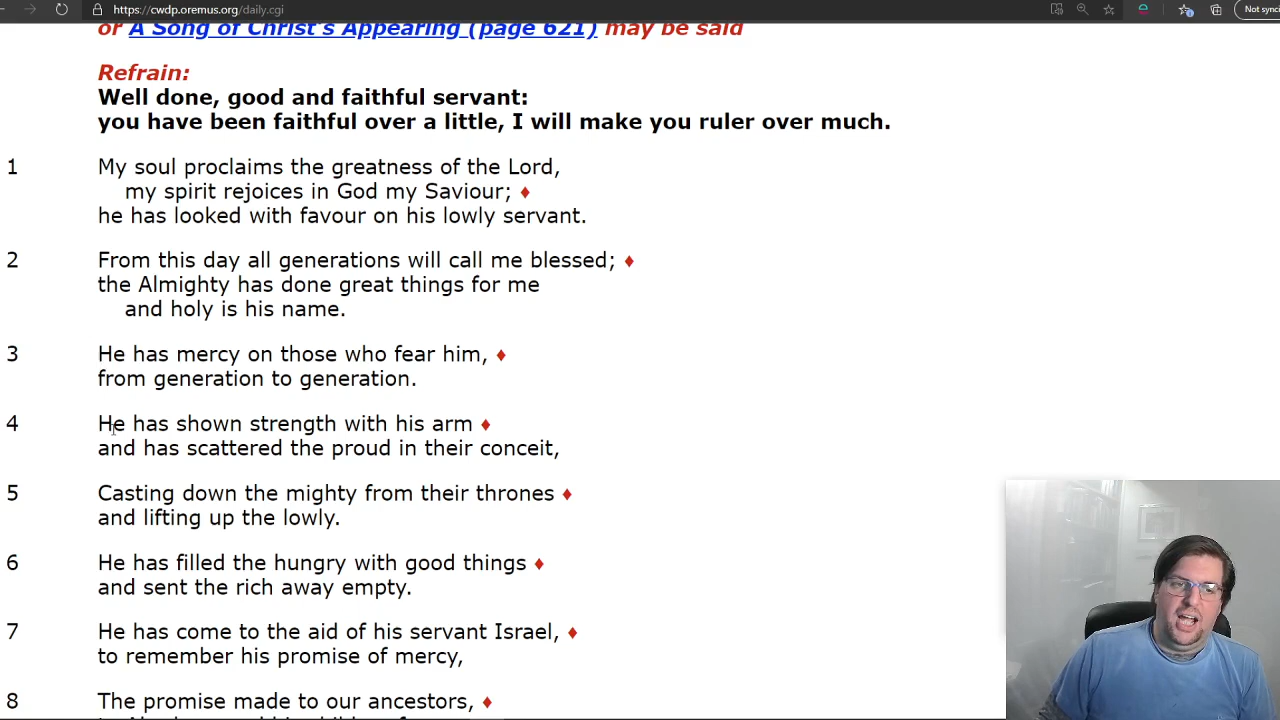 https://cwdp.oremus.org/daily.cgi
Not sync
or A Song of Christ's Appearing (page 621) may be said
Refrain:
Well done, good and faithful servant:
you have been faithful over a little, I will make you ruler over much.
1 My soul proclaims the greatness of the Lord,
my spirit rejoices in God my Saviour; ♦
he has looked with favour on his lowly servant.
2 From this day all generations will call me blessed; ♦
the Almighty has done great things for me
and holy is his name.
3 He has mercy on those who fear him, ♦
from generation to generation.
4 He has shown strength with his arm ♦
and has scattered the proud in their conceit,
5 Casting down the mighty from their thrones ♦
and lifting up the lowly.
6 He has filled the hungry with good things ♦
and sent the rich away empty.
7 He has come to the aid of his servant Israel, ♦
to remember his promise of mercy,
8 The promise made to our ancestors, ♦